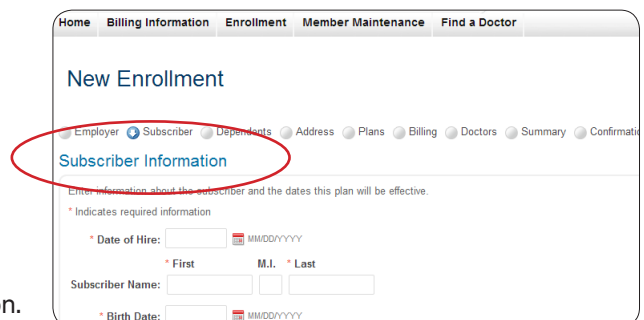 Home Billing Information Enrollment Member Maintenance Find a Doctor
New Enrollment
Employer Subscriber Dependents Address Plans Billing Doctors Summary Confirmatio
Subscriber Information
Enter information about the subscriber and the dates this plan will be effective.
* Indicates required information
* Date of Hire: MM/DD/YYYY
* First M.I. * Last
Subscriber Name:
on.
* Birth Date: MM/DD/YYYY